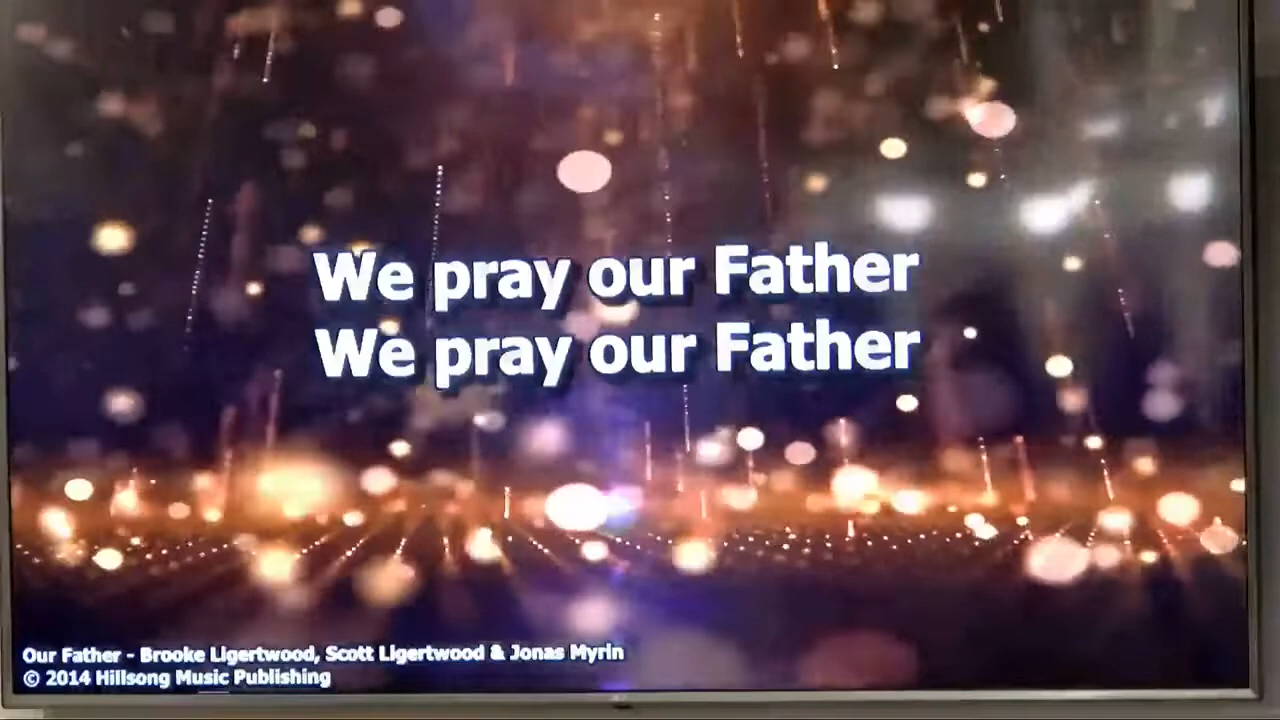 We pray our Father
We pray our Father
Our Father - Brooke Ligertwood, Scott Ligertwood & Jonas Myrin
© 2014 Hillsong Music Publishing